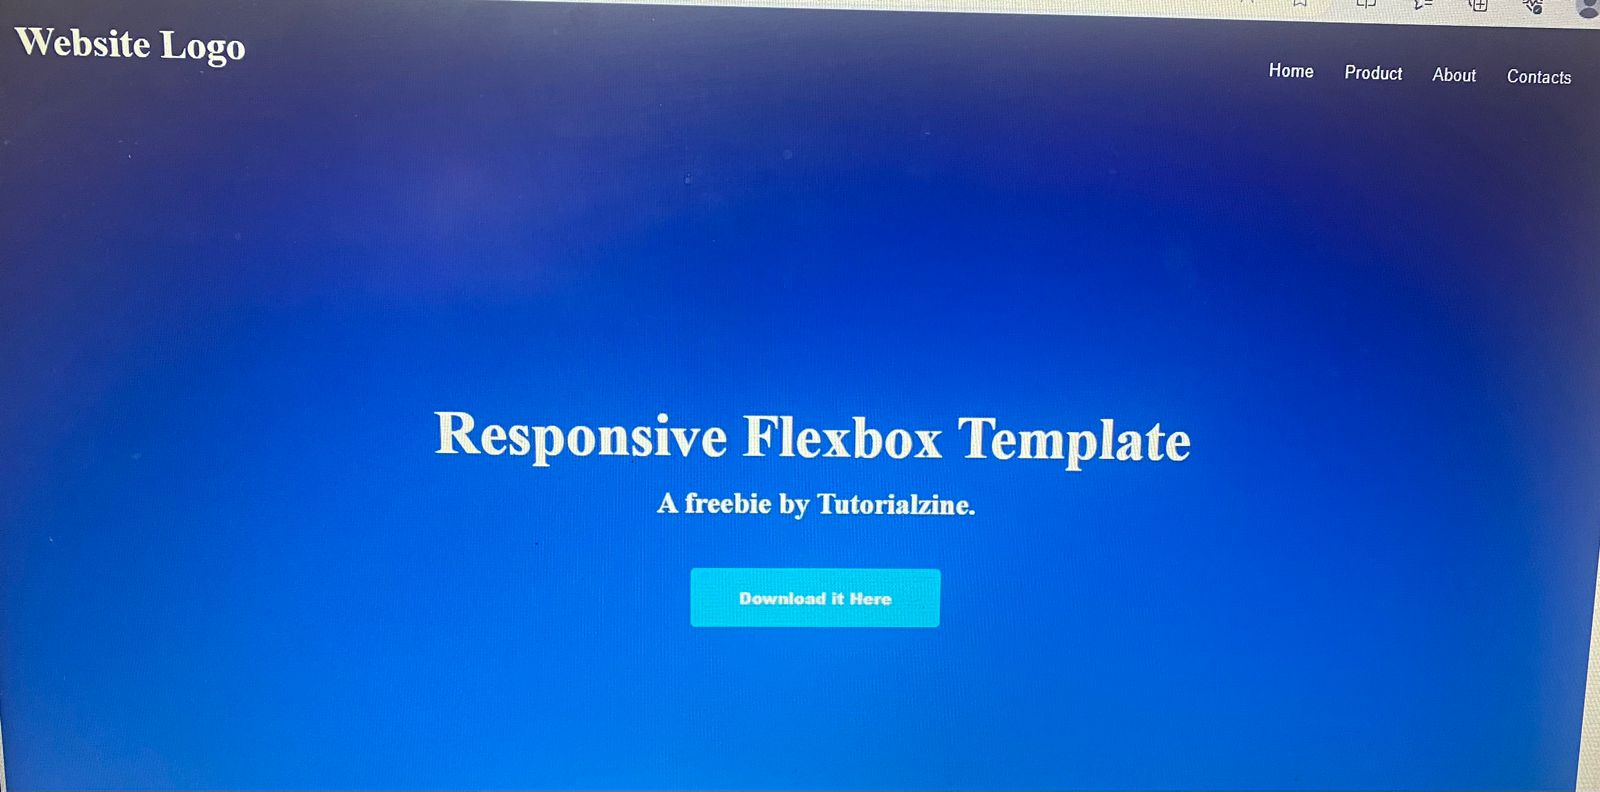 Website Logo
Home Product About Contacts
Responsive Flexbox Template
A freebie by Tutorialzine.
Download it Here